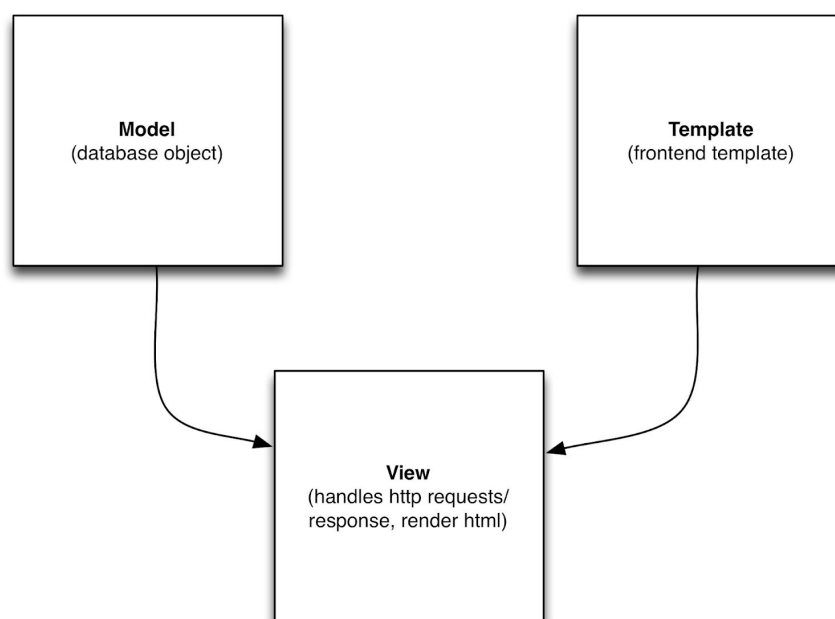 Model
(database object)
Template
(frontend template)
View
(handles http requests/
response, render html)